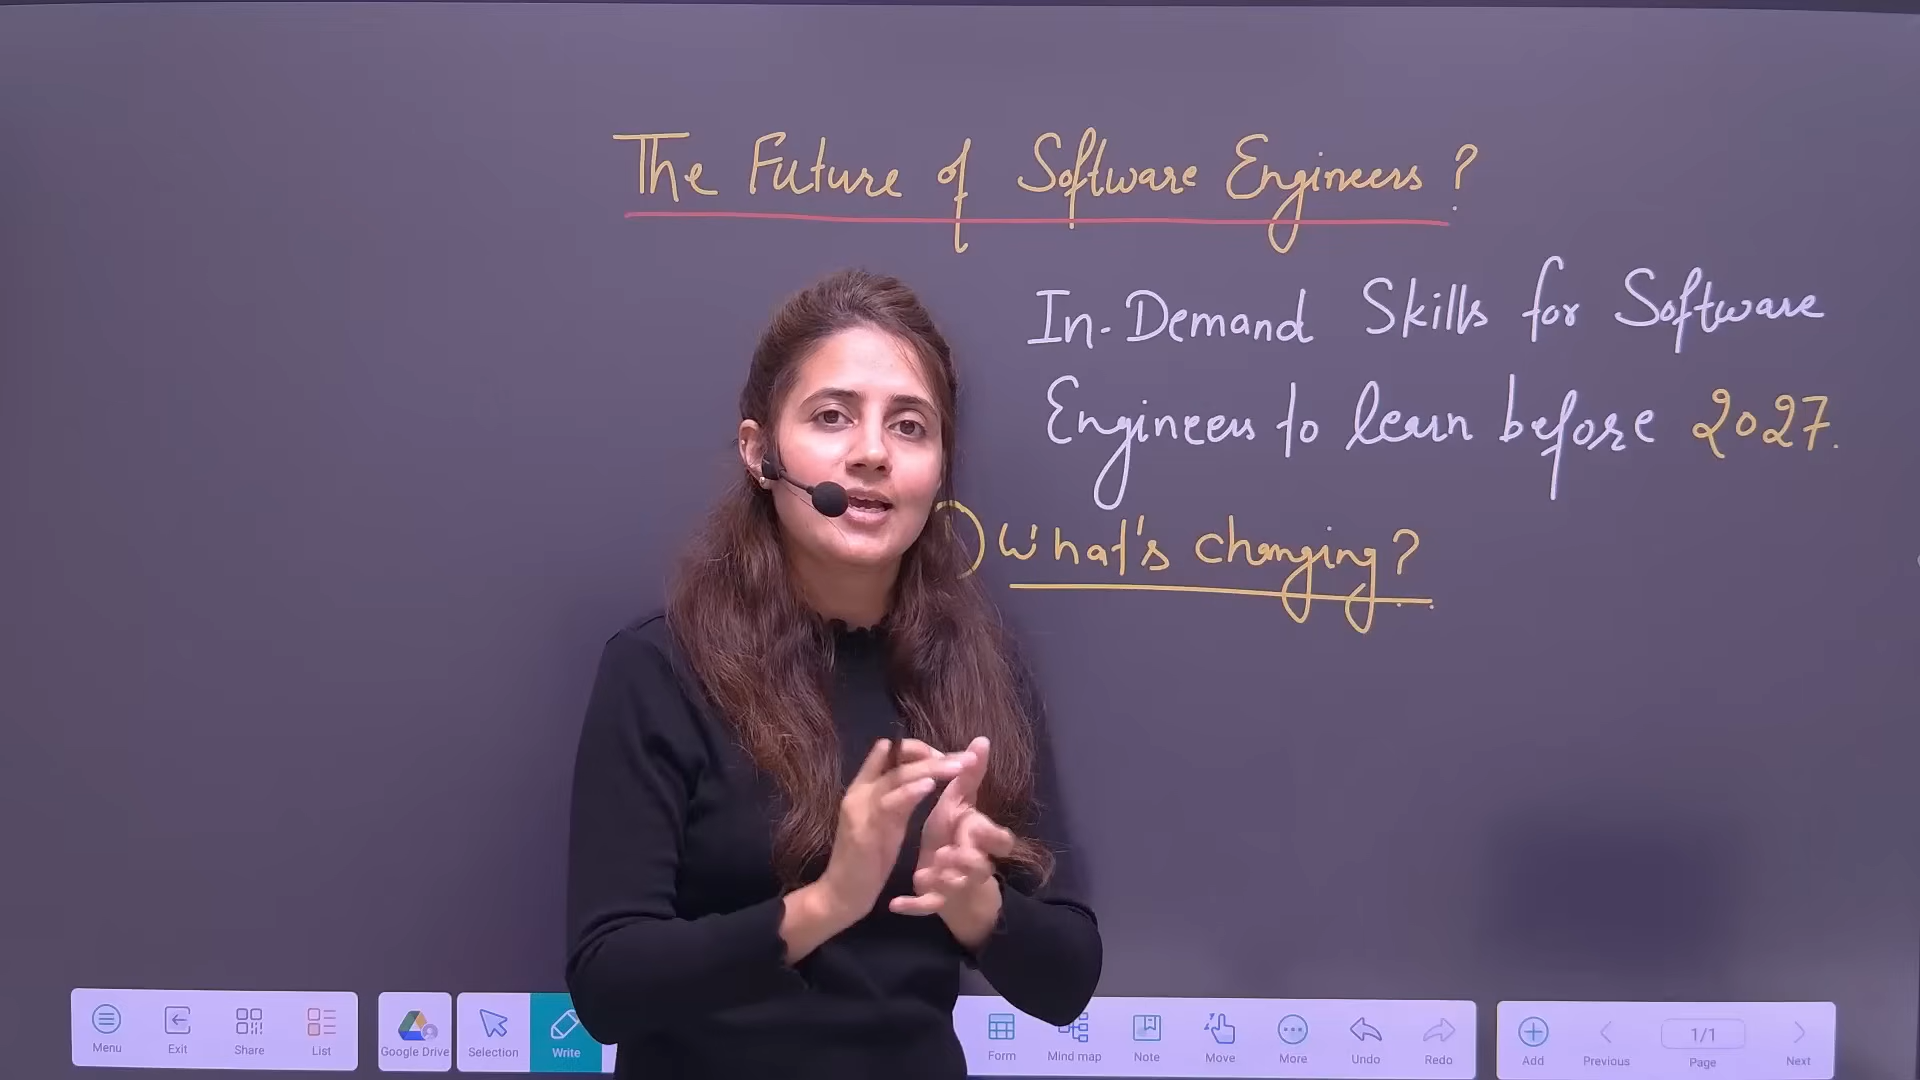 The Future of Software Engineers ?
In-Demand Skills for Software
Engineers to learn before 2027.
What's changing?
Menu
Exit
Share
List
Google Drive
Selection
Write
Form
Mind map
Note
Move
More
Undo
Redo
Add
Previous
1/1
Page
Next